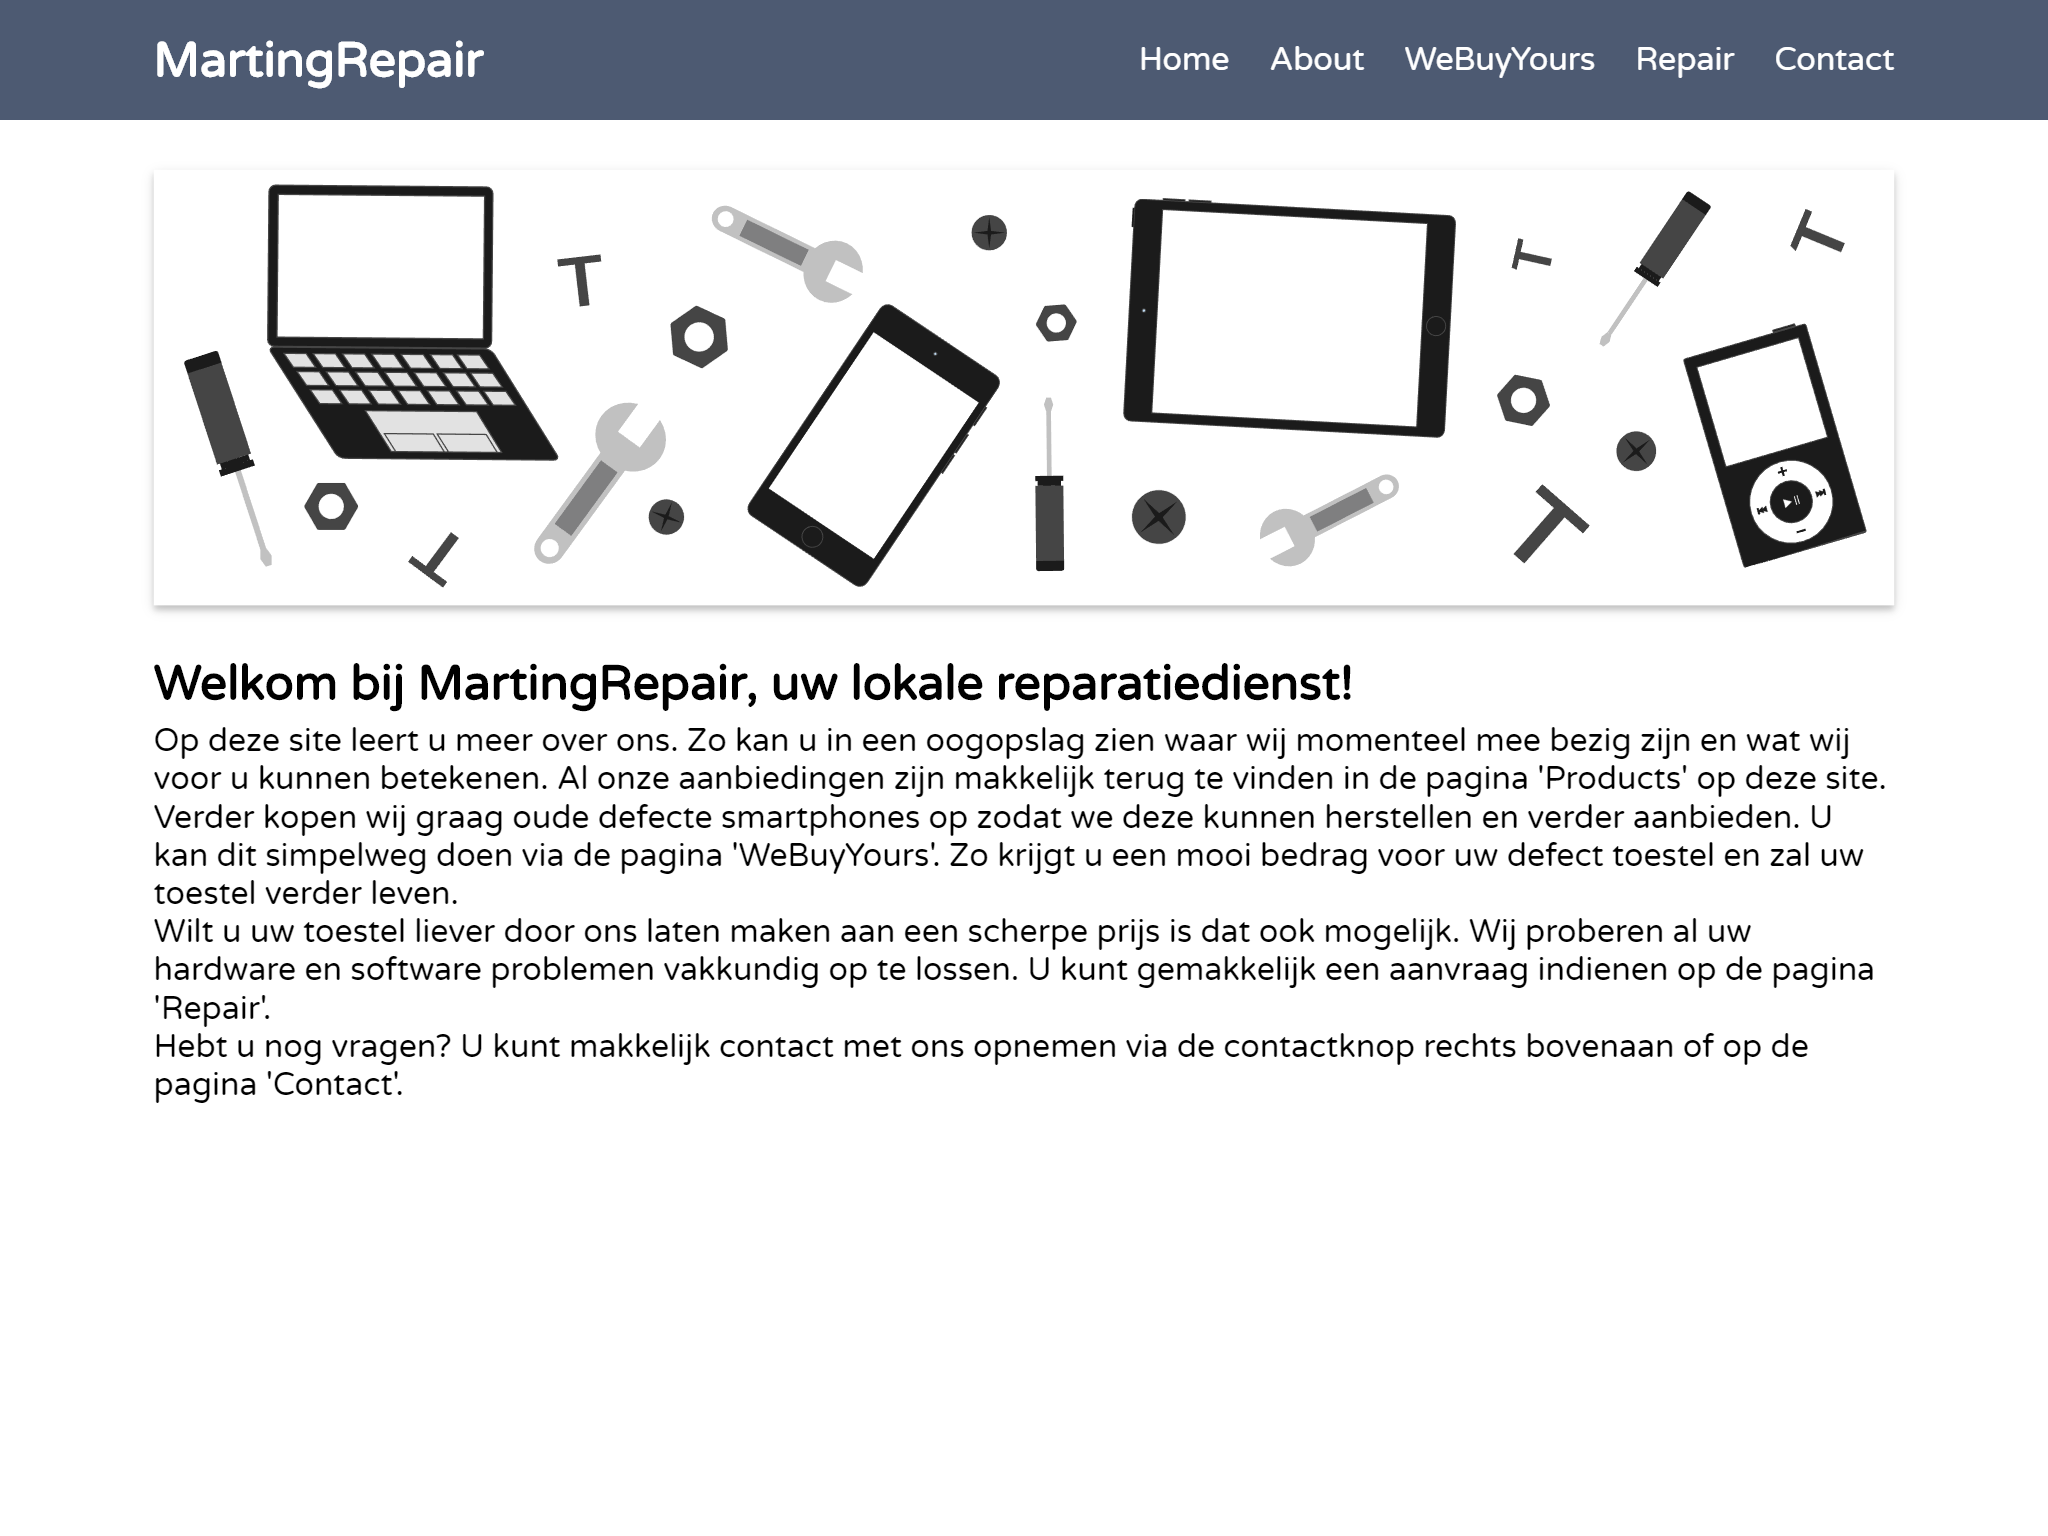 MartingRepair
Home About WeBuyYours Repair Contact
Welkom bij MartingRepair, uw lokale reparatiedienst!
Op deze site leert u meer over ons. Zo kan u in een oogopslag zien waar wij momenteel mee bezig zijn en wat wij
voor u kunnen betekenen. Al onze aanbiedingen zijn makkelijk terug te vinden in de pagina 'Products' op deze site.
Verder kopen wij graag oude defecte smartphones op zodat we deze kunnen herstellen en verder aanbieden. U
kan dit simpelweg doen via de pagina 'WeBuyYours'. Zo krijgt u een mooi bedrag voor uw defect toestel en zal uw
toestel verder leven.
Wilt u uw toestel liever door ons laten maken aan een scherpe prijs is dat ook mogelijk. Wij proberen al uw
hardware en software problemen vakkundig op te lossen. U kunt gemakkelijk een aanvraag indienen op de pagina
'Repair'.
Hebt u nog vragen? U kunt makkelijk contact met ons opnemen via de contactknop rechts bovenaan of op de
pagina 'Contact'.